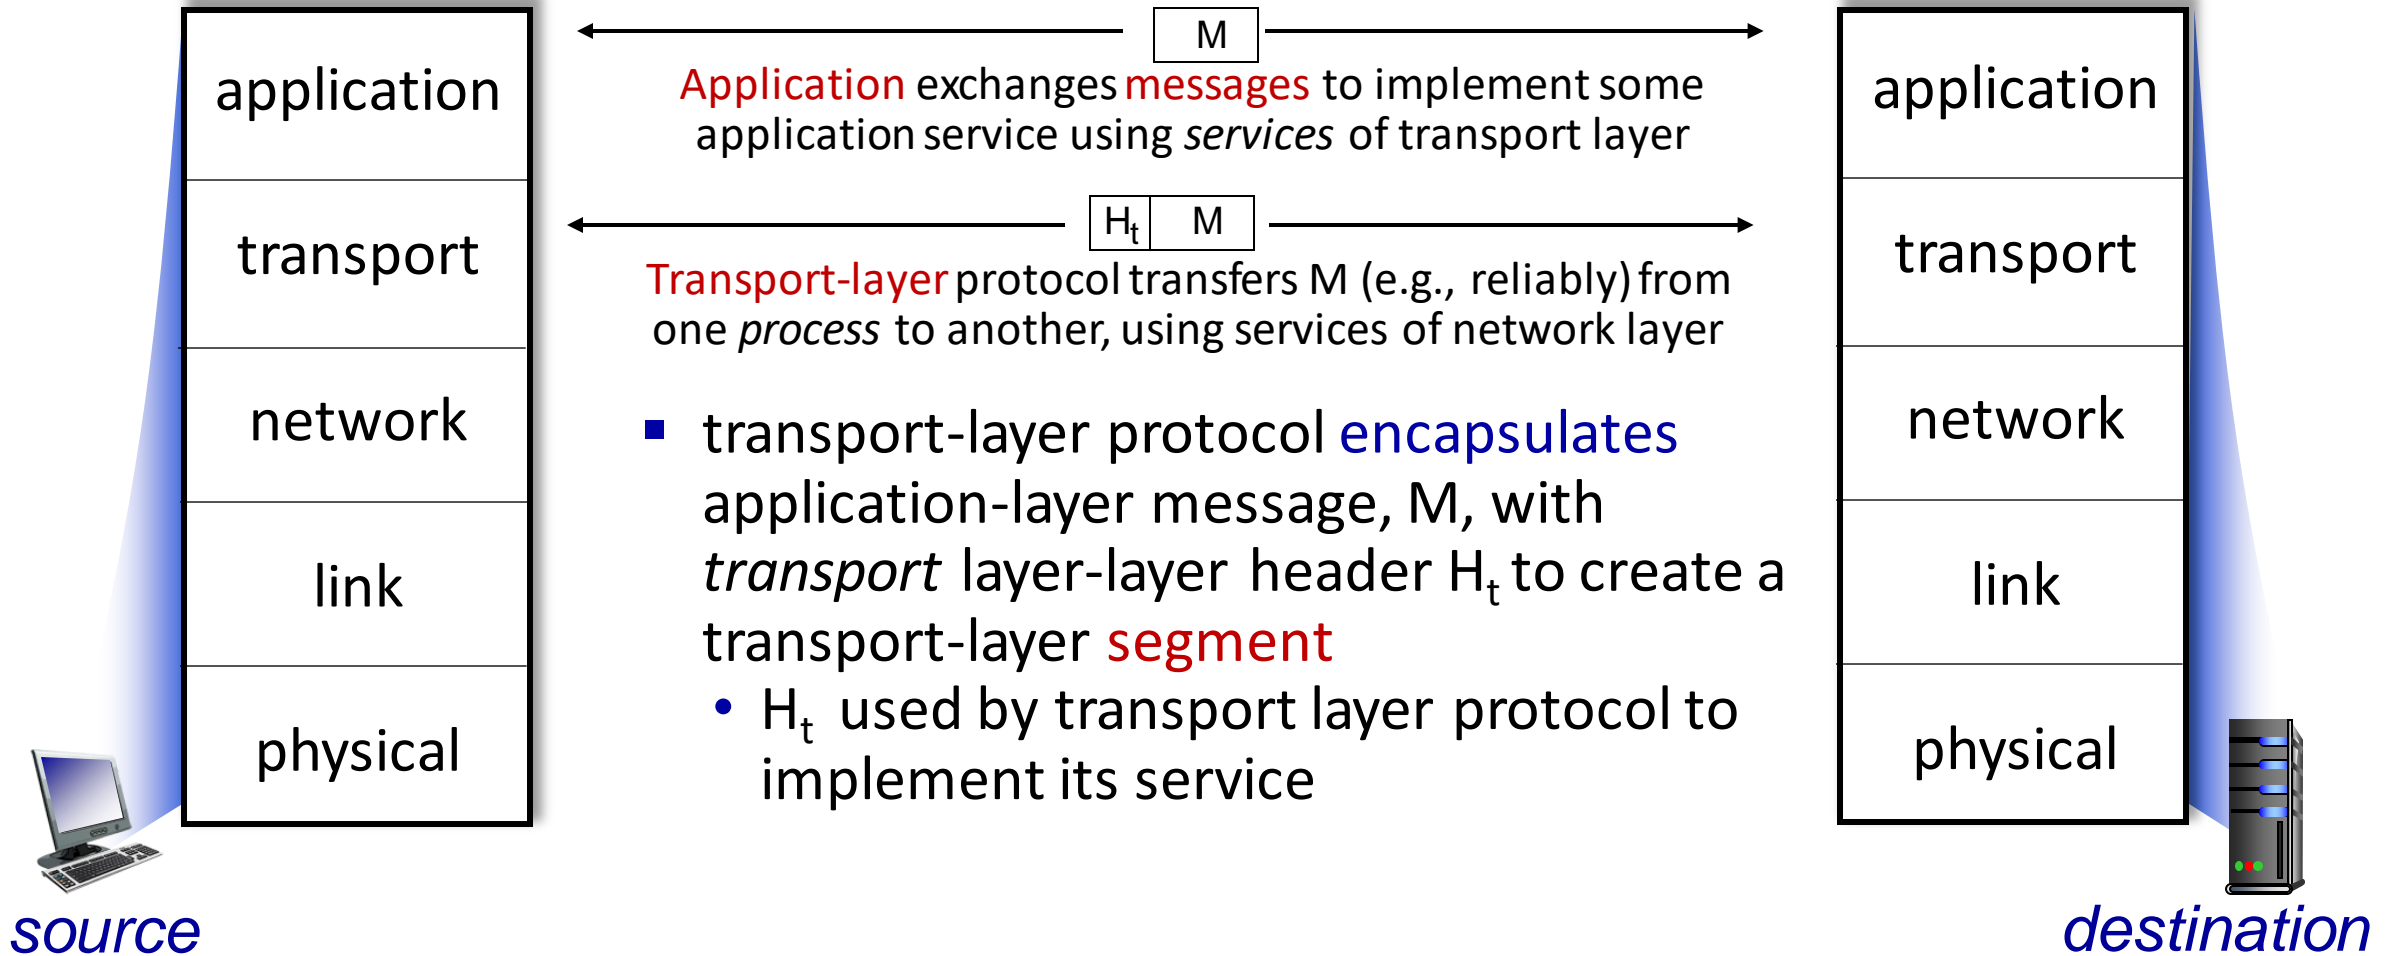 application
transport
network
link
physical
source
M
Application exchanges messages to implement some
application service using services of transport layer
Ht M
Transport-layer protocol transfers M (e.g., reliably) from
one process to another, using services of network layer
transport-layer protocol encapsulates
application-layer message, M, with
transport layer-layer header Ht to create a
transport-layer segment
Ht used by transport layer protocol to
implement its service
application
transport
network
link
physical
destination